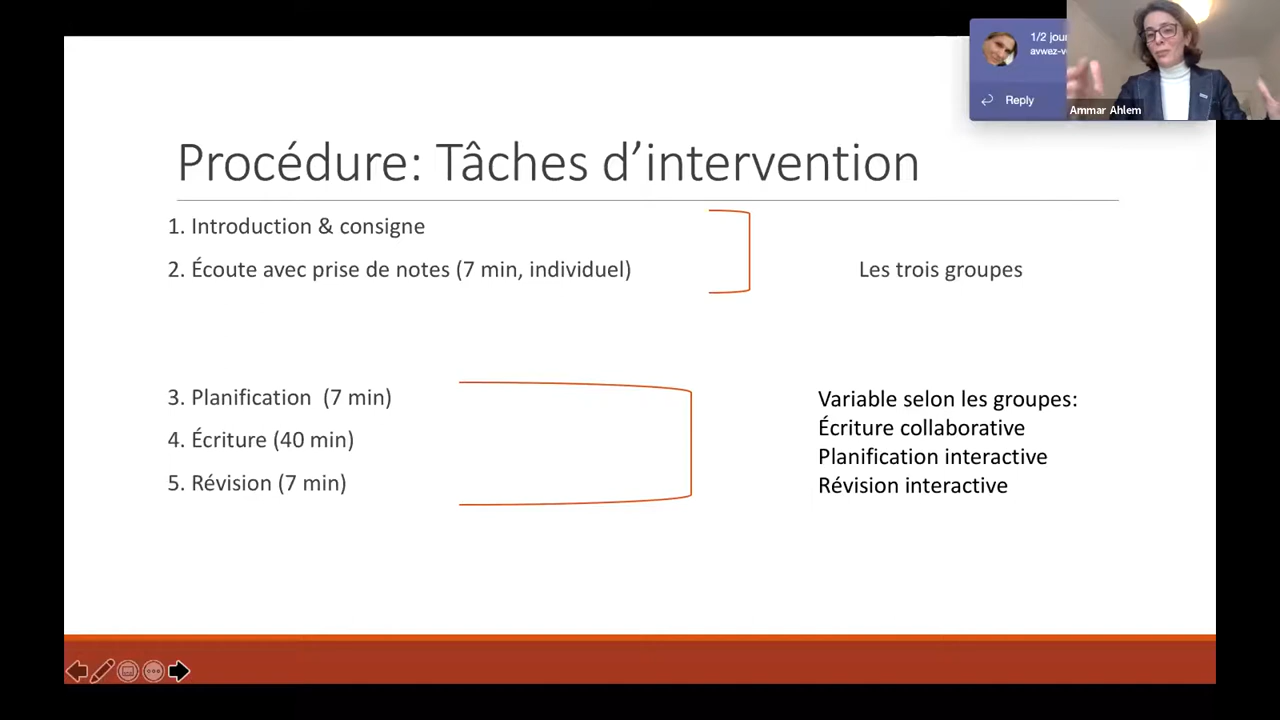 1/2 jour
avwez-v
Reply
Ammar Ahlem
Procédure: Tâches d’intervention
1. Introduction & consigne
2. Écoute avec prise de notes (7 min, individuel)
Les trois groupes
3. Planification (7 min)
4. Écriture (40 min)
5. Révision (7 min)
Variable selon les groupes:
Écriture collaborative
Planification interactive
Révision interactive